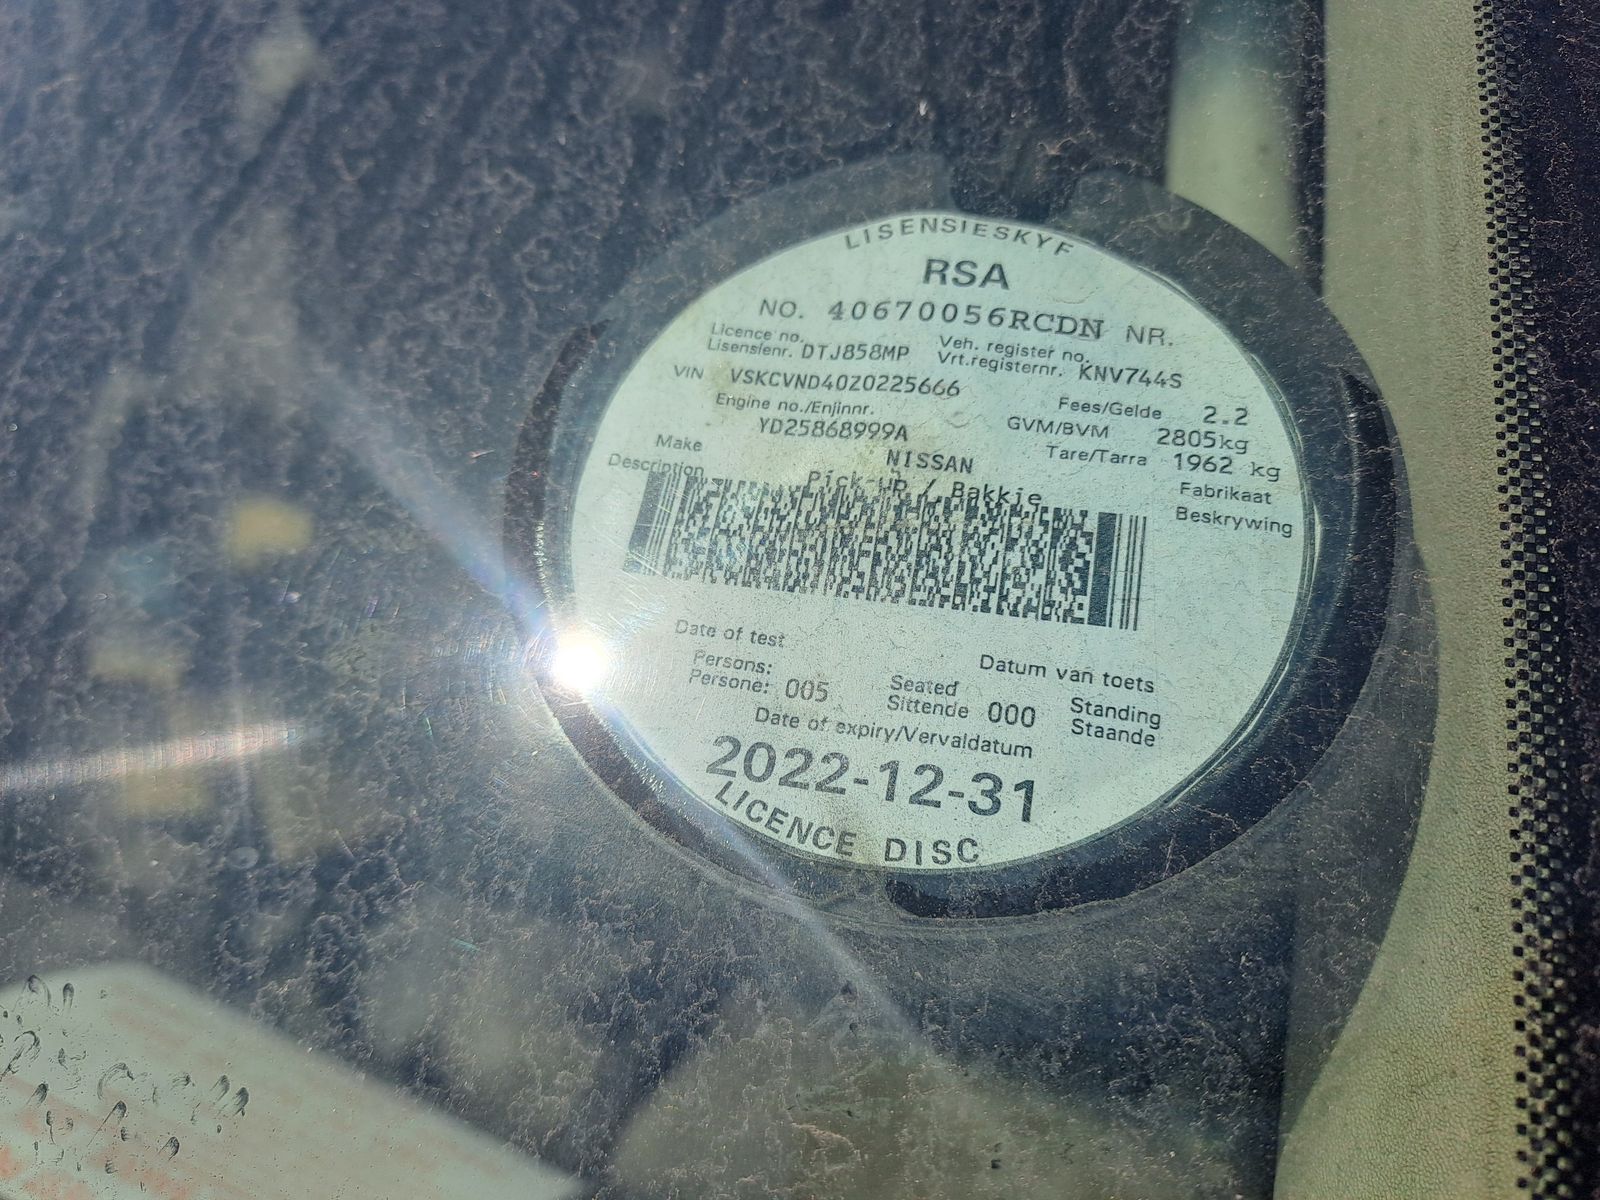 LISENSIESKYF
RSA
NO. 40670056RCDN NR.
Licence no. Veh. register no.
Lisensienr. DTJ858MP Vrt.registernr. KNV744S
VIN VSKCVND40Z0225666 Fees/Gelde 2.2
Engine no./Enjinnr. GVM/BVM 2805kg
YD25868999A Tare/Tarra 1962 kg
Make NISSAN Fabrikaat
Description Pick-up / Bakkie Beskrywing
Date of test Datum van toets
Persons: Seated Standing
Persone: 005 Sittende 000 Staande
Date of expiry/Vervaldatum
2022-12-31
LICENCE DISC